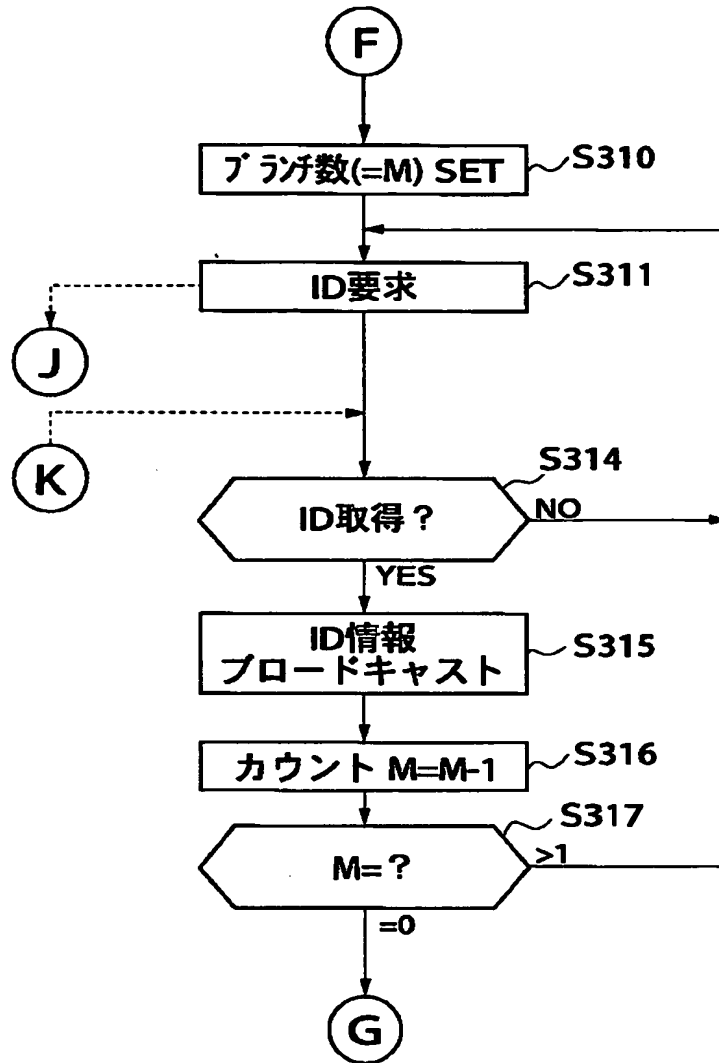 F
ブランチ数(=M) SET
S310
ID要求
S311
J
K
S314
ID取得？
NO
YES
ID情報
ブロードキャスト
S315
カウント M=M-1
S316
S317
M=？
>1
=0
G